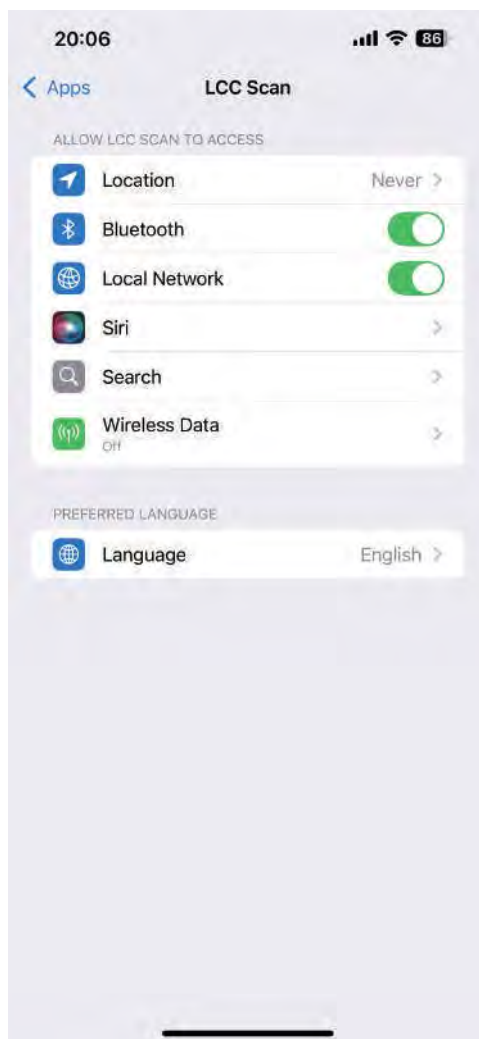 20:06
86
Apps
LCC Scan
ALLOW LCC SCAN TO ACCESS
Location
Never
Bluetooth
Local Network
Siri
Search
Wireless Data
Off
PREFERRED LANGUAGE
Language
English